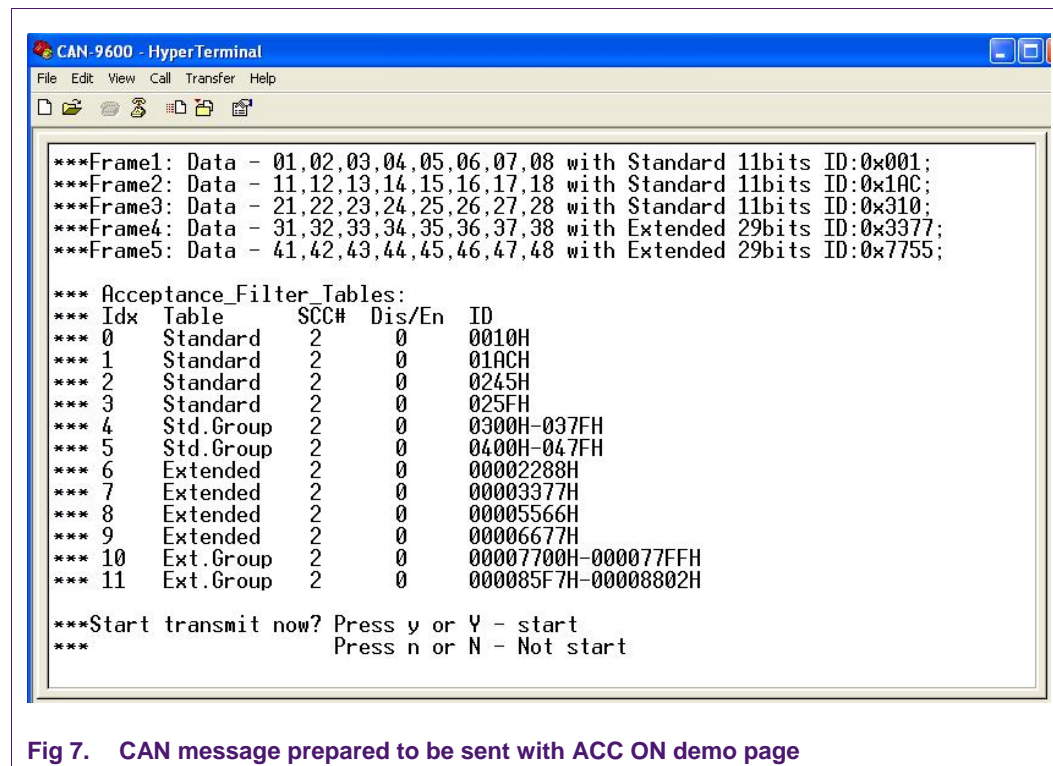 CAN-9600 - HyperTerminal
File Edit View Call Transfer Help
***Frame1: Data - 01,02,03,04,05,06,07,08 with Standard 11bits ID:0x001;
***Frame2: Data - 11,12,13,14,15,16,17,18 with Standard 11bits ID:0x1AC;
***Frame3: Data - 21,22,23,24,25,26,27,28 with Standard 11bits ID:0x310;
***Frame4: Data - 31,32,33,34,35,36,37,38 with Extended 29bits ID:0x3377;
***Frame5: Data - 41,42,43,44,45,46,47,48 with Extended 29bits ID:0x7755;
*** Acceptance_Filter_Tables:
*** Idx Table SCC# Dis/En ID
*** 0 Standard 2 0 0010H
*** 1 Standard 2 0 01ACH
*** 2 Standard 2 0 0245H
*** 3 Standard 2 0 025FH
*** 4 Std.Group 2 0 0300H-037FH
*** 5 Std.Group 2 0 0400H-047FH
*** 6 Extended 2 0 00002288H
*** 7 Extended 2 0 00003377H
*** 8 Extended 2 0 00005566H
*** 9 Extended 2 0 00006677H
*** 10 Ext.Group 2 0 00007700H-000077FFH
*** 11 Ext.Group 2 0 000085F7H-00008802H
***Start transmit now? Press y or Y - start
*** Press n or N - Not start
Fig 7. CAN message prepared to be sent with ACC ON demo page